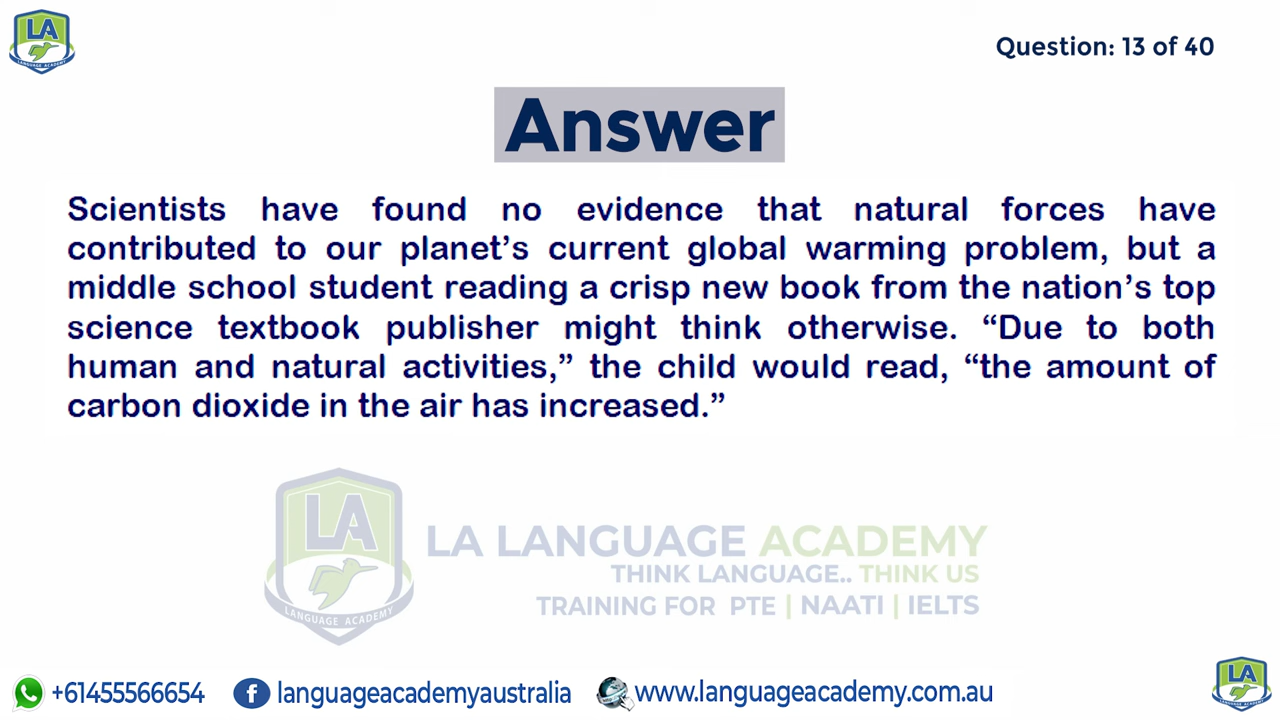 LA
LANGUAGE ACADEMY
Question: 13 of 40
Answer
Scientists have found no evidence that natural forces have
contributed to our planet’s current global warming problem, but a
middle school student reading a crisp new book from the nation’s top
science textbook publisher might think otherwise. “Due to both
human and natural activities,” the child would read, “the amount of
carbon dioxide in the air has increased.”
LA
LANGUAGE ACADEMY
LA LANGUAGE ACADEMY
THINK LANGUAGE.. THINK US
TRAINING FOR PTE | NAATI | IELTS
+61455566654
languageacademyaustralia
www.languageacademy.com.au
LA
LANGUAGE ACADEMY